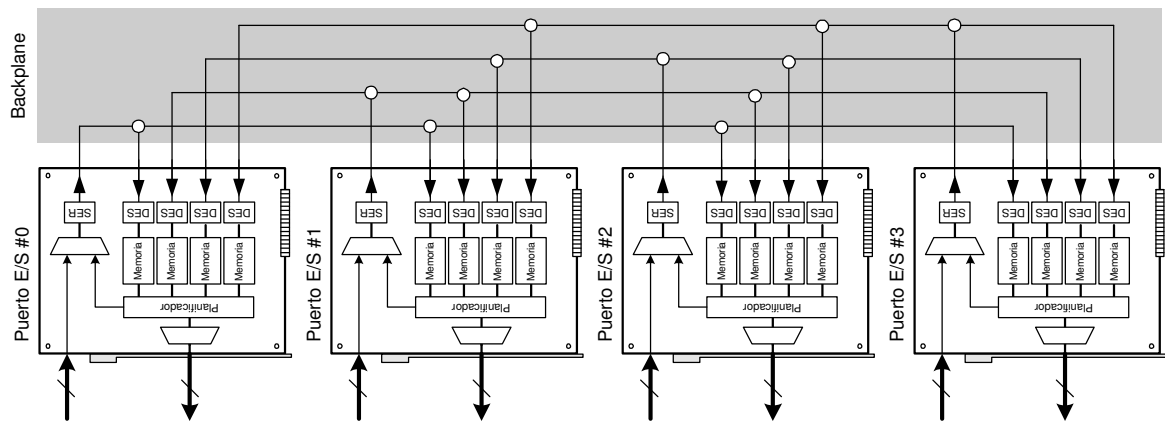 Backplane
Puerto E/S #0
SER
DES
DES
DES
DES
Memoria
Memoria
Memoria
Memoria
Planificador
Puerto E/S #1
SER
DES
DES
DES
DES
Memoria
Memoria
Memoria
Memoria
Planificador
Puerto E/S #2
SER
DES
DES
DES
DES
Memoria
Memoria
Memoria
Memoria
Planificador
Puerto E/S #3
SER
DES
DES
DES
DES
Memoria
Memoria
Memoria
Memoria
Planificador